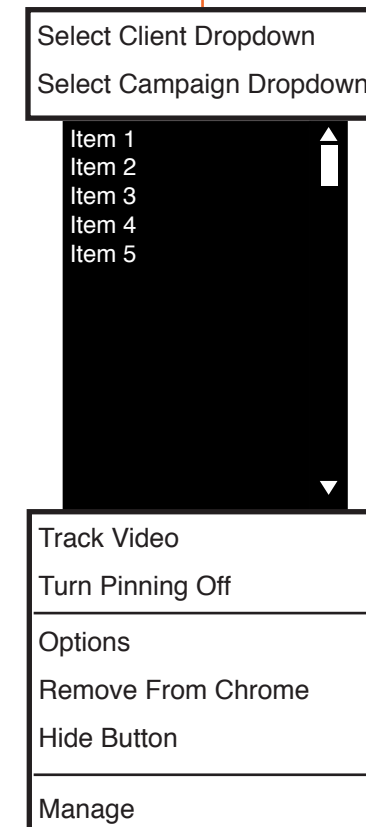 Select Client Dropdown
Select Campaign Dropdown
Item 1
Item 2
Item 3
Item 4
Item 5
Track Video
Turn Pinning Off
Options
Remove From Chrome
Hide Button
Manage